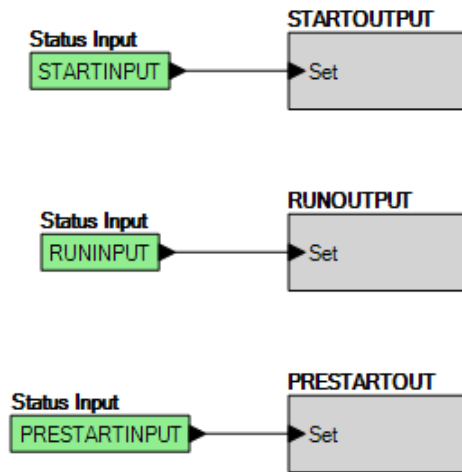 STARTOUTPUT
Status Input
STARTINPUT
Set
RUNOUTPUT
Status Input
RUNINPUT
Set
PRESTARTOUT
Status Input
PRESTARTINPUT
Set